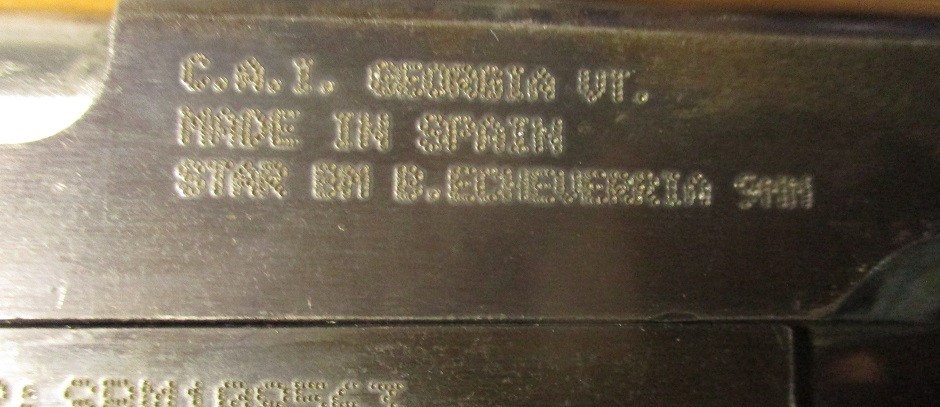 C.A.I. GEORGIA VT.
MADE IN SPAIN
STAR BM B.ECHEVERRIA 9MM